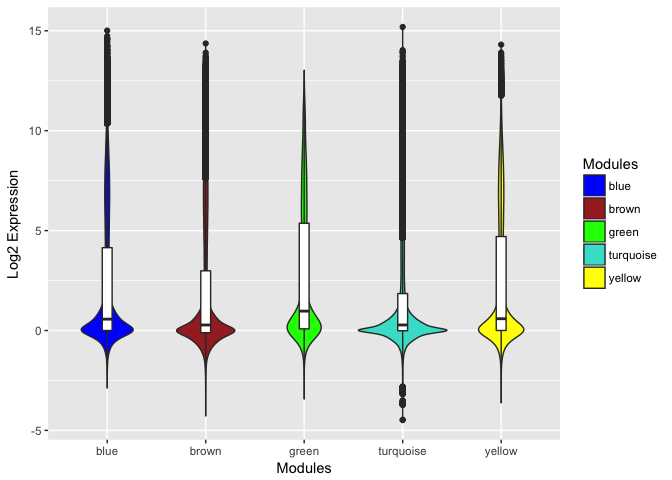 15
10
5
0
-5
Log2 Expression
blue
brown
green
turquoise
yellow
Modules
Modules
blue
brown
green
turquoise
yellow